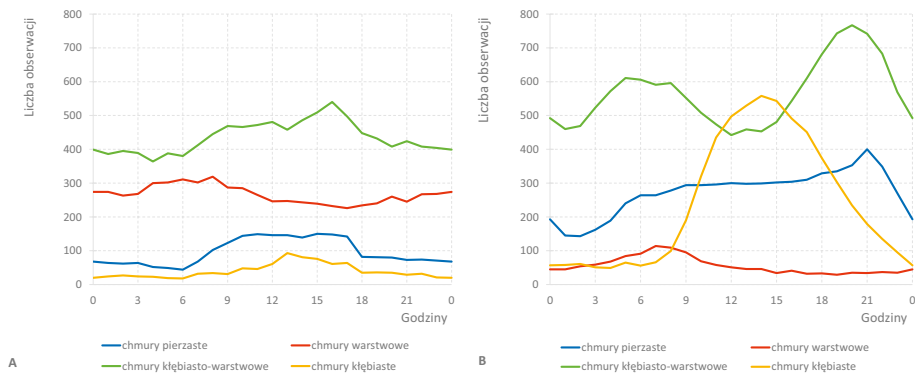 Liczba obserwacji
800
700
600
500
400
300
200
100
0
0 3 6 9 12 15 18 21 0
Godziny
chmury pierzaste chmury warstwowe
chmury kłębiasto-warstwowe chmury kłębiaste
A
Liczba obserwacji
800
700
600
500
400
300
200
100
0
0 3 6 9 12 15 18 21 0
Godziny
chmury pierzaste chmury warstwowe
chmury kłębiasto-warstwowe chmury kłębiaste
B